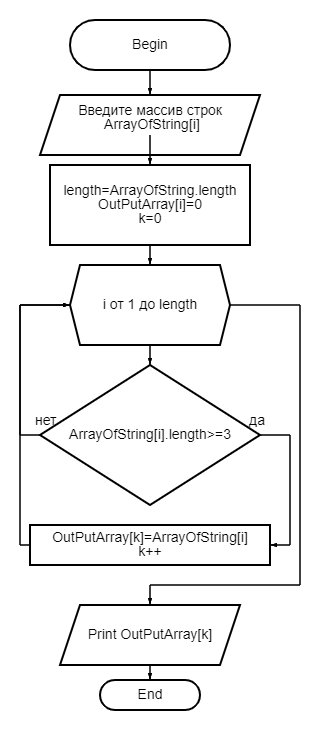 Begin
Введите массив строк
ArrayOfString[i]
length=ArrayOfString.length
OutPutArray[i]=0
k=0
i от 1 до length
нет
да
ArrayOfString[i].length>=3
OutPutArray[k]=ArrayOfString[i]
k++
Print OutPutArray[k]
End